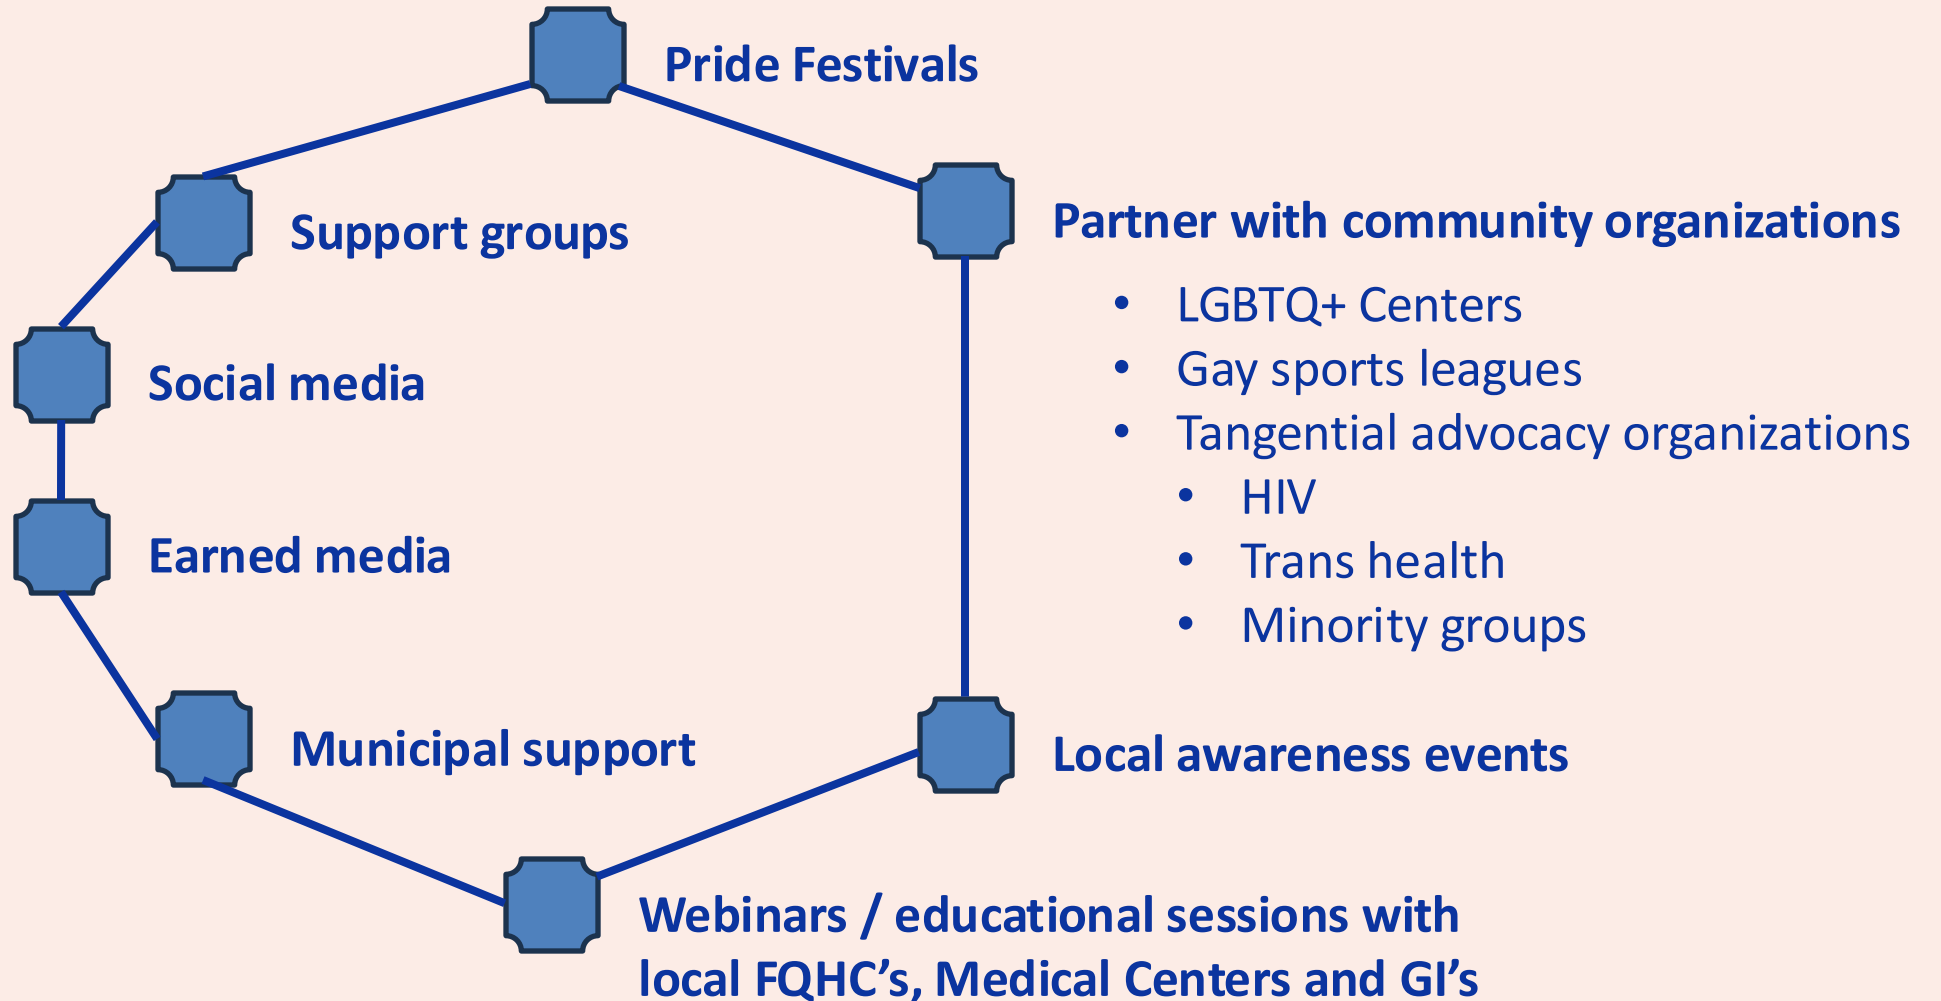 Pride Festivals
Partner with community organizations
• LGBTQ+ Centers
• Gay sports leagues
• Tangential advocacy organizations
• HIV
• Trans health
• Minority groups
Local awareness events
Webinars / educational sessions with
local FQHC’s, Medical Centers and GI’s
Municipal support
Earned media
Social media
Support groups